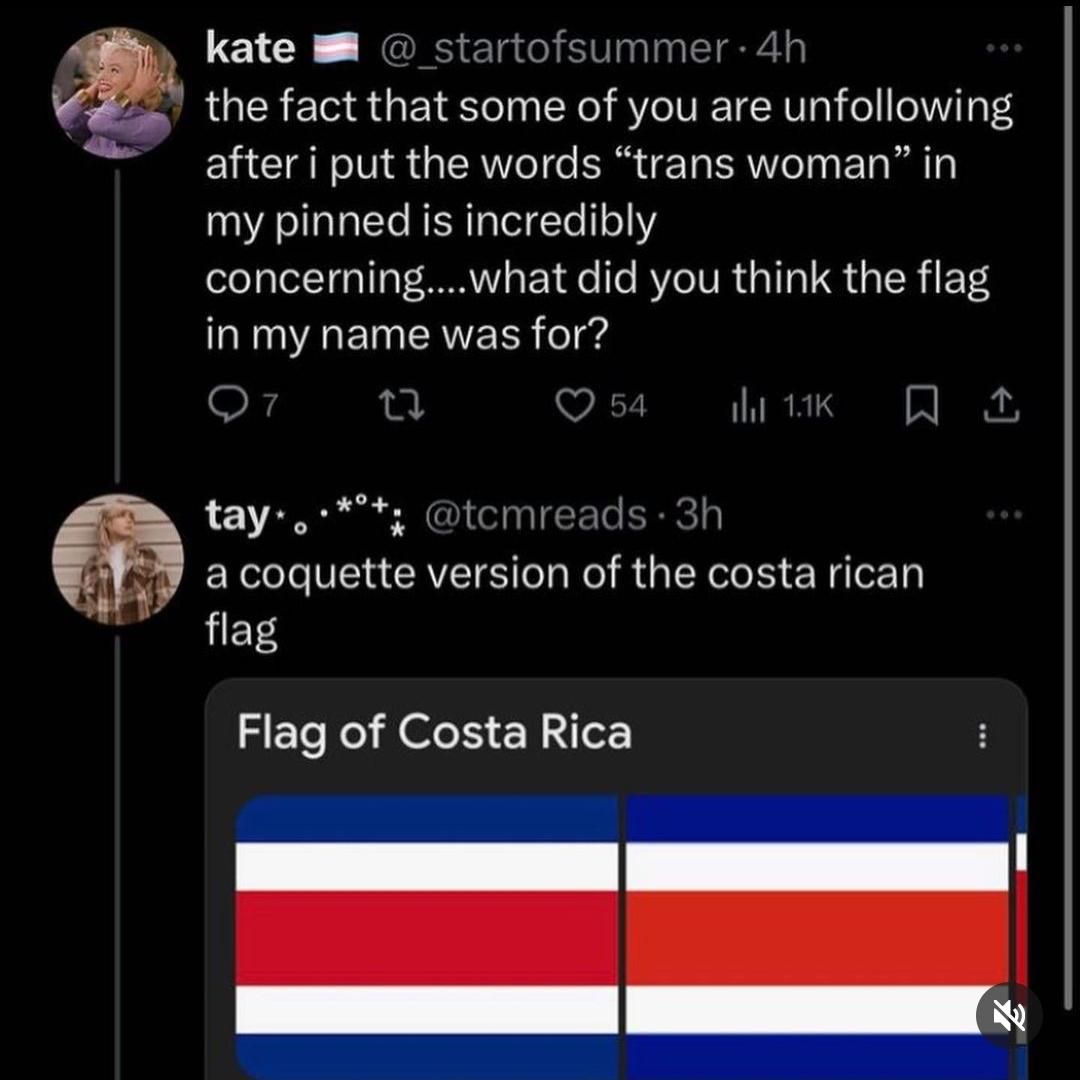 kate 🏳️‍⚧️ @_startofsummer · 4h
the fact that some of you are unfollowing
after i put the words “trans woman” in
my pinned is incredibly
concerning....what did you think the flag
in my name was for?
7 54 1.1K
tay⋆｡‧˚*°+⁎ @tcmreads · 3h
a coquette version of the costa rican
flag
Flag of Costa Rica